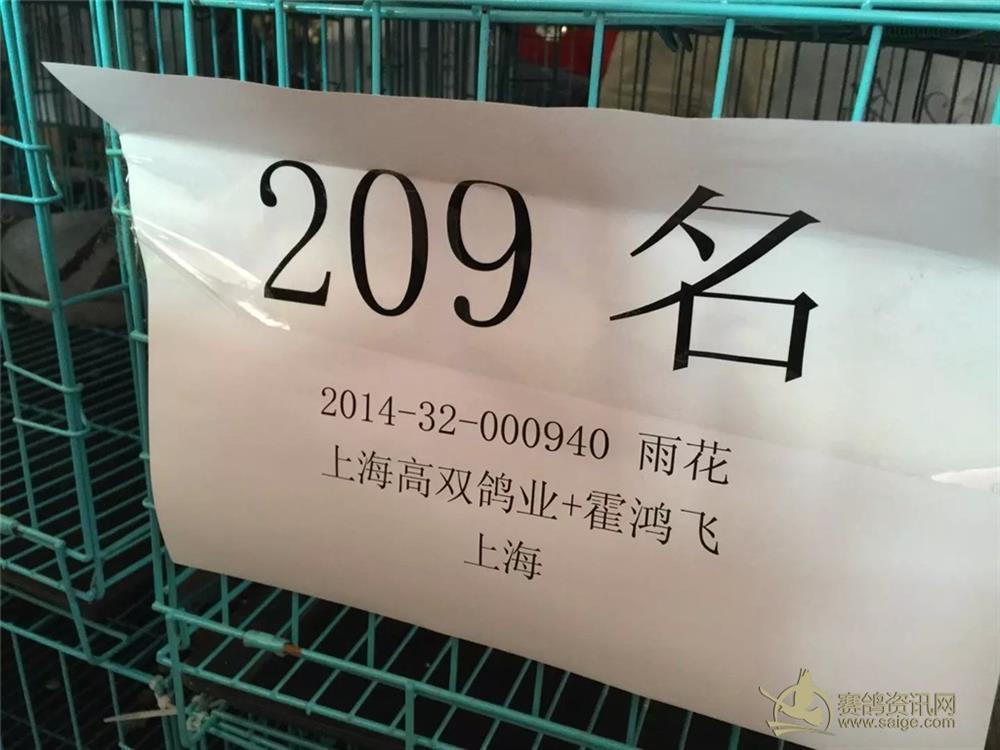 209 名
2014-32-000940 雨花
上海高双鸽业+霍鸿飞
上海
赛鸽资讯网
www.saige.com